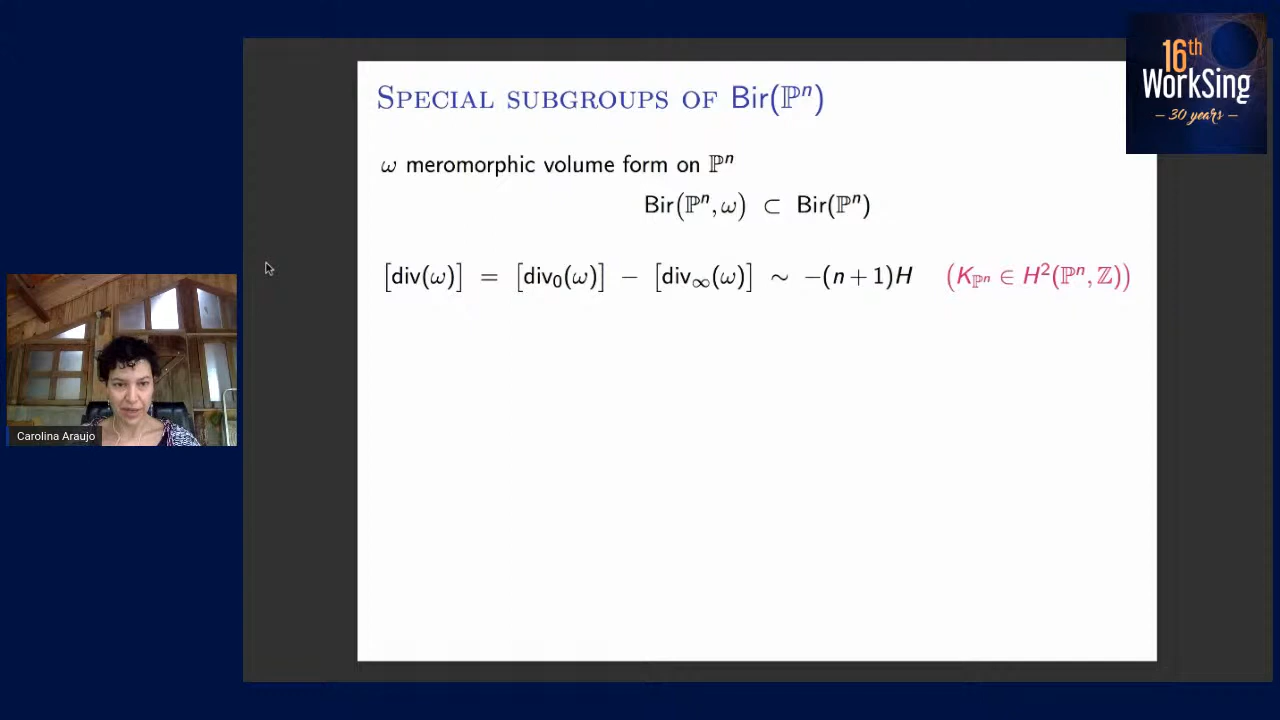 SPECIAL SUBGROUPS OF Bir(ℙⁿ)
ω meromorphic volume form on ℙⁿ
Bir(ℙⁿ, ω) ⊂ Bir(ℙⁿ)
[div(ω)] = [div₀(ω)] − [div∞(ω)] ∼ −(n + 1)H (K_ℙⁿ ∈ H²(ℙⁿ, ℤ))
16th
WorkSing
– 30 years –
Carolina Araujo